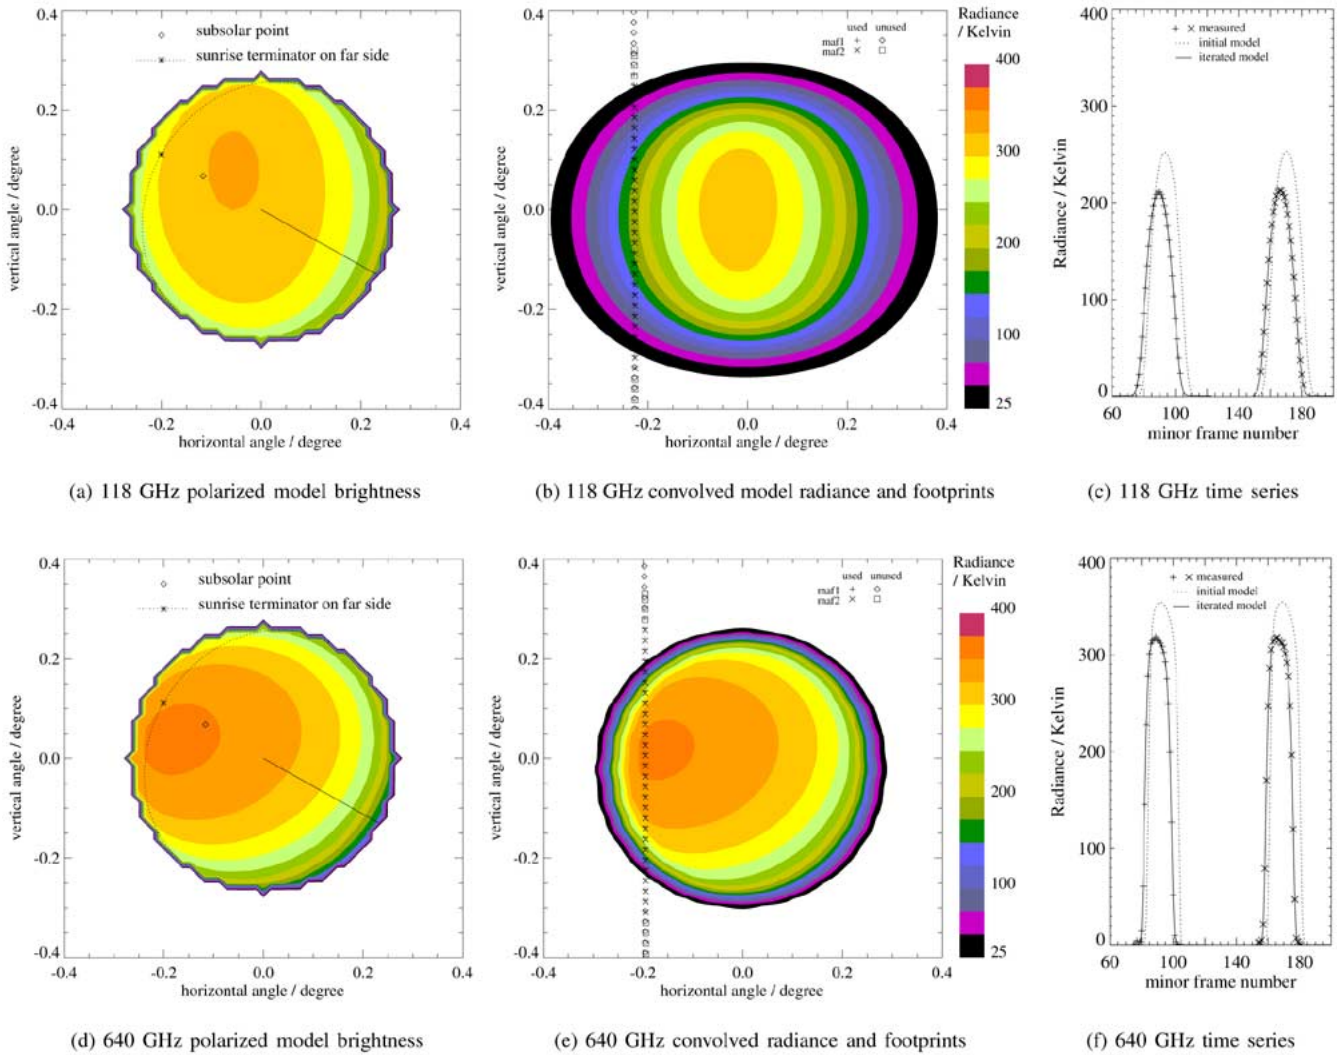 0.4
0.2
0.0
-0.2
-0.4
vertical angle / degree
subsolar point
sunrise terminator on far side
-0.4
-0.2
0.0
0.2
0.4
horizontal angle / degree
(a) 118 GHz polarized model brightness
0.4
0.2
0.0
-0.2
-0.4
vertical angle / degree
used unused
maf1
maf2
-0.4
-0.2
0.0
0.2
0.4
horizontal angle / degree
(b) 118 GHz convolved model radiance and footprints
Radiance
/ Kelvin
400
300
200
100
25
400
300
200
100
0
Radiance / Kelvin
measured
initial model
iterated model
60
100
140
180
minor frame number
(c) 118 GHz time series
0.4
0.2
0.0
-0.2
-0.4
vertical angle / degree
subsolar point
sunrise terminator on far side
-0.4
-0.2
0.0
0.2
0.4
horizontal angle / degree
(d) 640 GHz polarized model brightness
0.4
0.2
0.0
-0.2
-0.4
vertical angle / degree
used unused
maf1
maf2
-0.4
-0.2
0.0
0.2
0.4
horizontal angle / degree
(e) 640 GHz convolved radiance and footprints
Radiance
/ Kelvin
400
300
200
100
25
400
300
200
100
0
Radiance / Kelvin
measured
initial model
iterated model
60
100
140
180
minor frame number
(f) 640 GHz time series